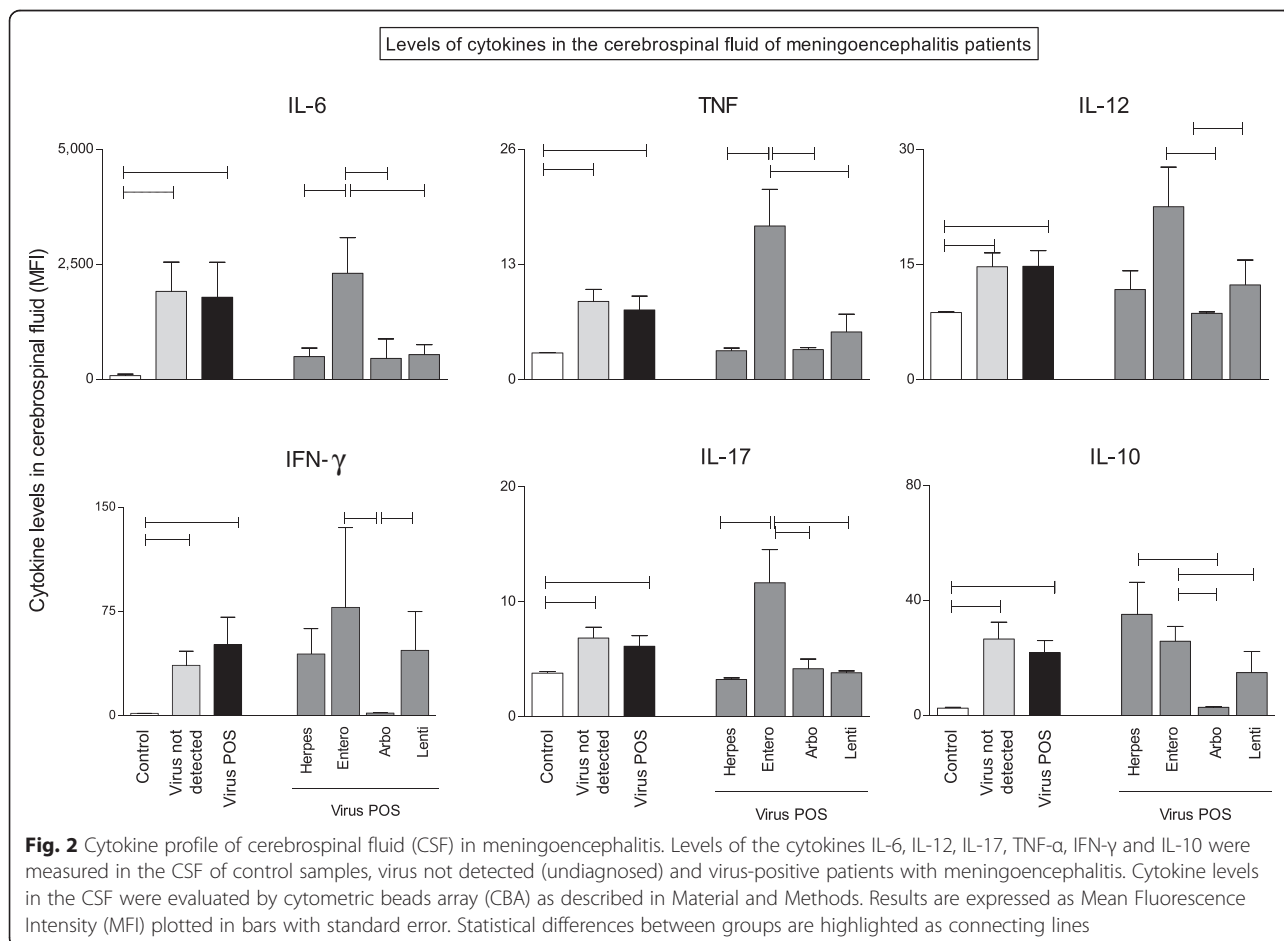 Levels of cytokines in the cerebrospinal fluid of meningoencephalitis patients
Cytokine levels in cerebrospinal fluid (MFI)
IL-6
5,000
2,500
0
TNF
26
13
0
IL-12
30
15
0
IFN-γ
150
75
0
Control
Virus not detected
Virus POS
Herpes
Entero
Arbo
Lenti
Virus POS
IL-17
20
10
0
Control
Virus not detected
Virus POS
Herpes
Entero
Arbo
Lenti
Virus POS
IL-10
80
40
0
Control
Virus not detected
Virus POS
Herpes
Entero
Arbo
Lenti
Virus POS
Fig. 2 Cytokine profile of cerebrospinal fluid (CSF) in meningoencephalitis. Levels of the cytokines IL-6, IL-12, IL-17, TNF-α, IFN-γ and IL-10 were
measured in the CSF of control samples, virus not detected (undiagnosed) and virus-positive patients with meningoencephalitis. Cytokine levels
in the CSF were evaluated by cytometric beads array (CBA) as described in Material and Methods. Results are expressed as Mean Fluorescence
Intensity (MFI) plotted in bars with standard error. Statistical differences between groups are highlighted as connecting lines